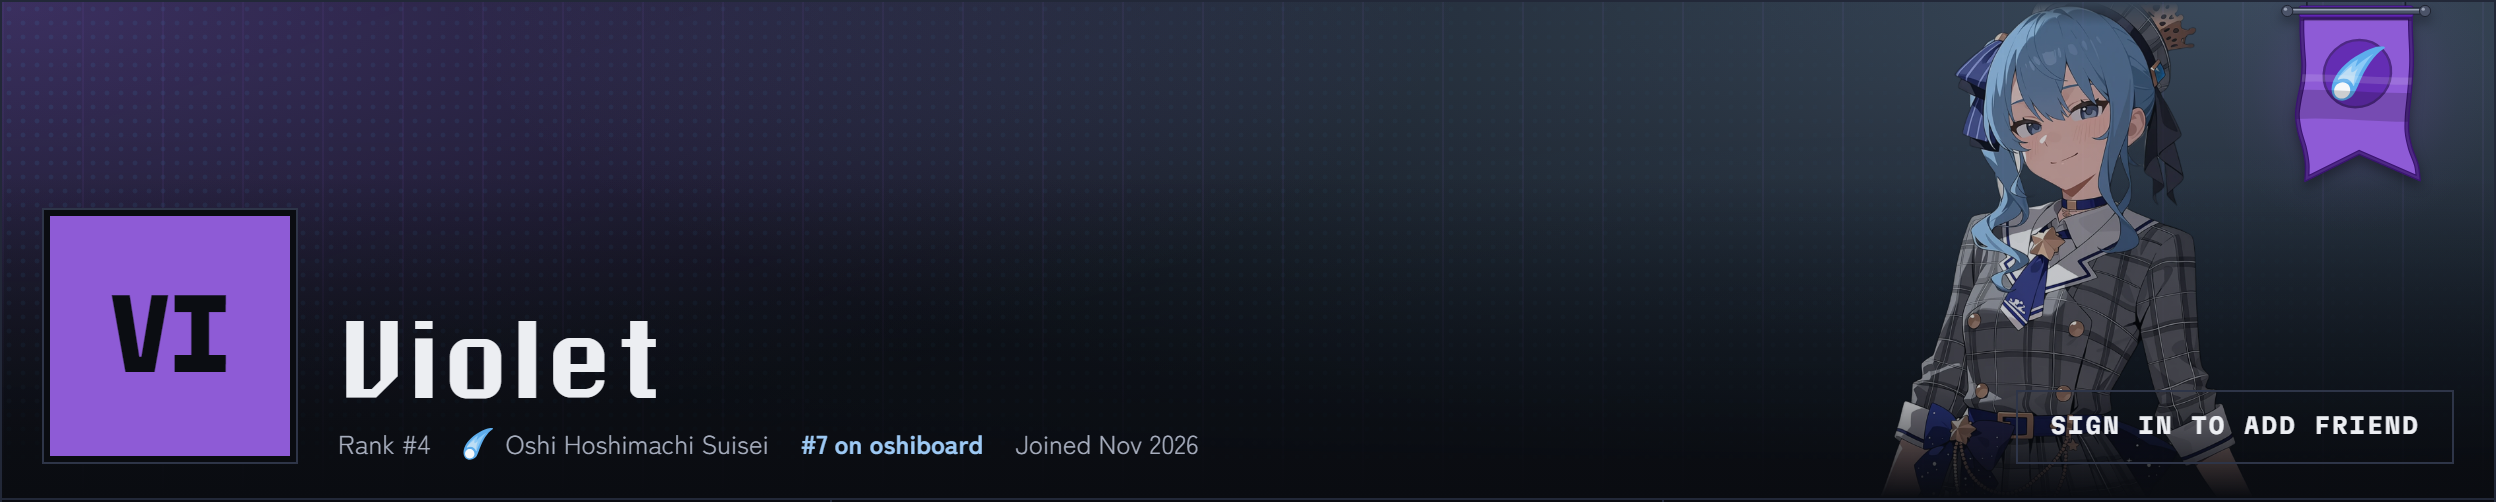 VI
Violet
Rank #4 Oshi Hoshimachi Suisei #7 on oshiboard Joined Nov 2026
SIGN IN TO ADD FRIEND